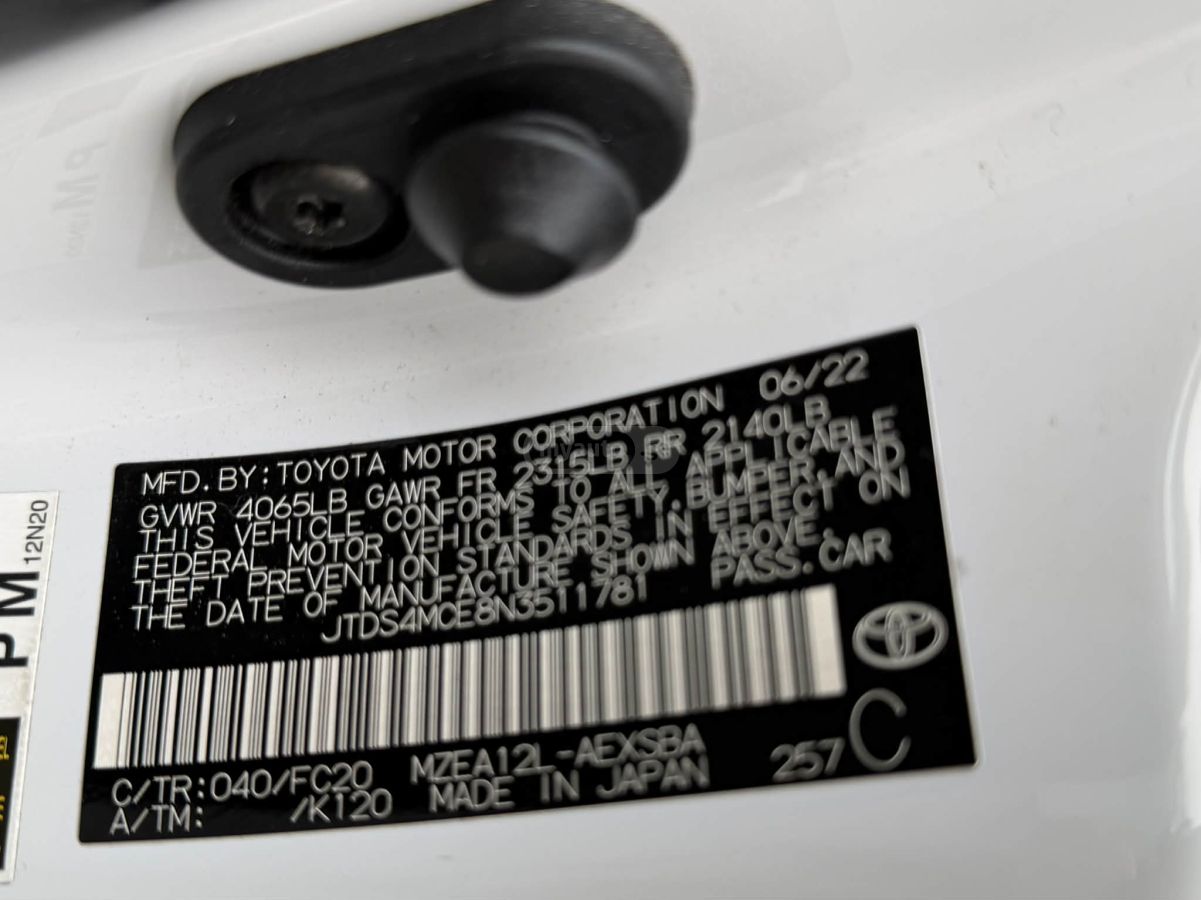 MFD. BY: TOYOTA MOTOR CORPORATION 06/22
GVWR 4065LB GAWR FR 2315LB RR 2140LB
THIS VEHICLE CONFORMS TO ALL APPLICABLE
FEDERAL MOTOR VEHICLE SAFETY, BUMPER, AND
THEFT PREVENTION STANDARDS IN EFFECT ON
THE DATE OF MANUFACTURE SHOWN ABOVE.
JTDS4MCE8N3511781 PASS. CAR
C/TR: 040/FC20 MZEA12L-AEXSBA 257 C
A/TM: /K120 MADE IN JAPAN
PM 12N20